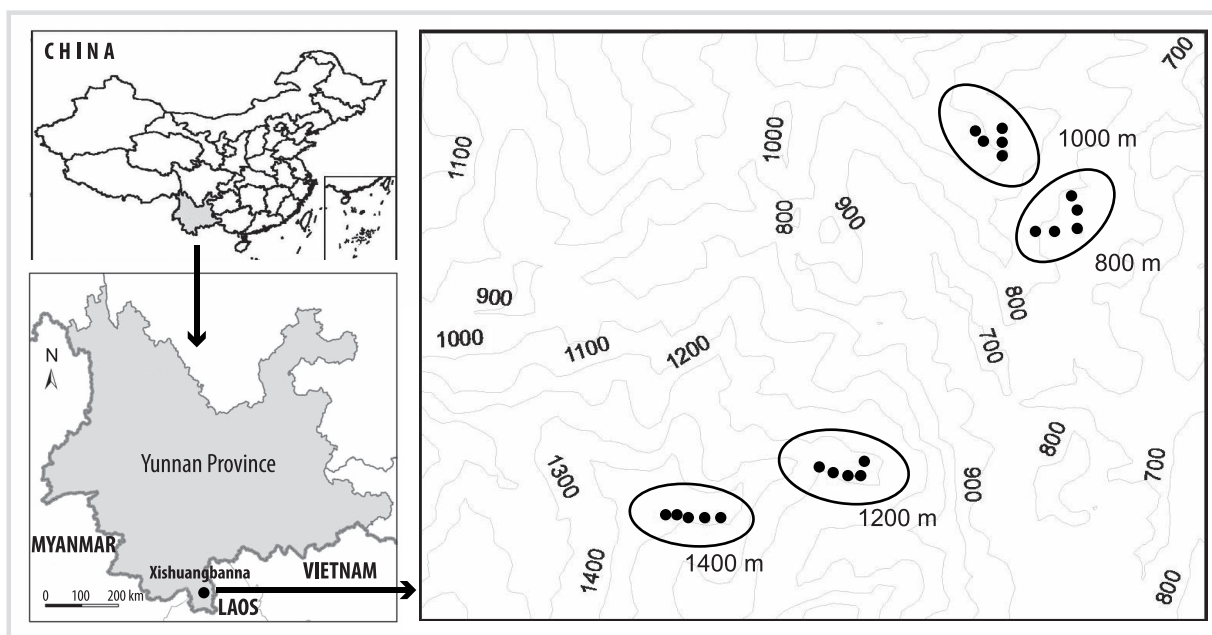 CHINA
N
Yunnan Province
MYANMAR
Xishuangbanna
VIETNAM
LAOS
0 100 200 km
700
1100
1000
1000 m
800
900
800 m
900
800
1000
1100
1200
700
800
700
1300
900
1200 m
1400 m
1400
800